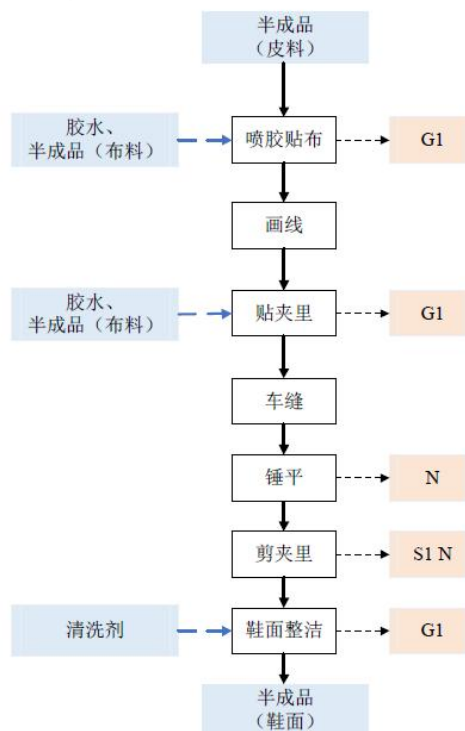 半成品
（皮料）
胶水、
半成品（布料）
喷胶贴布
G1
画线
胶水、
半成品（布料）
贴夹里
G1
车缝
锤平
N
剪夹里
S1 N
清洗剂
鞋面整洁
G1
半成品
（鞋面）